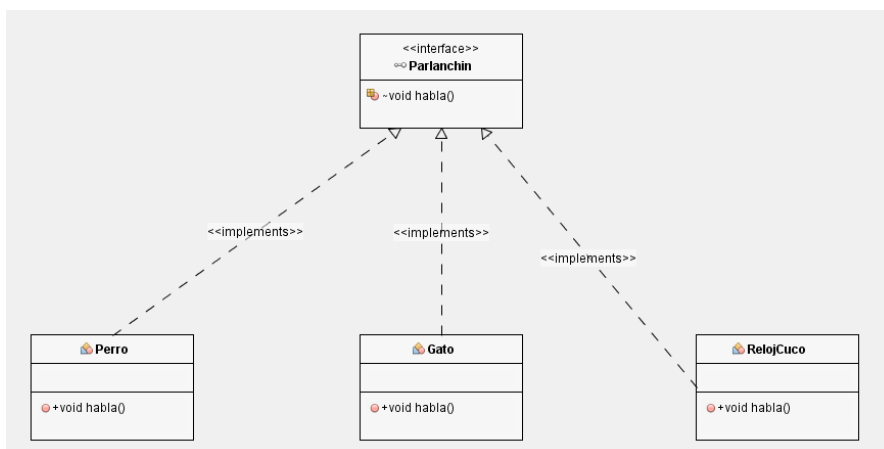 <<interface>>
Parlanchin
~void habla()
<<implements>>
<<implements>>
<<implements>>
Perro
Gato
RelojCuco
+void habla()
+void habla()
+void habla()